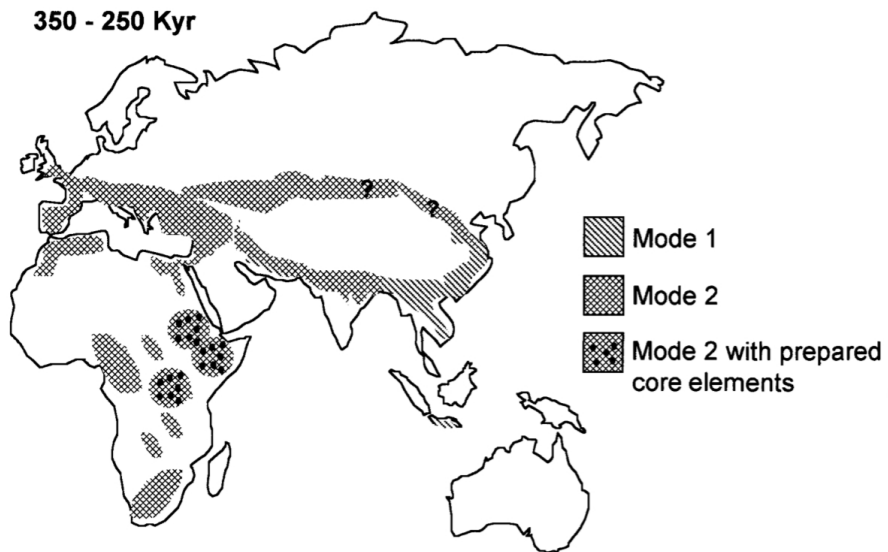 350 - 250 Kyr
?
?
Mode 1
Mode 2
Mode 2 with prepared
core elements